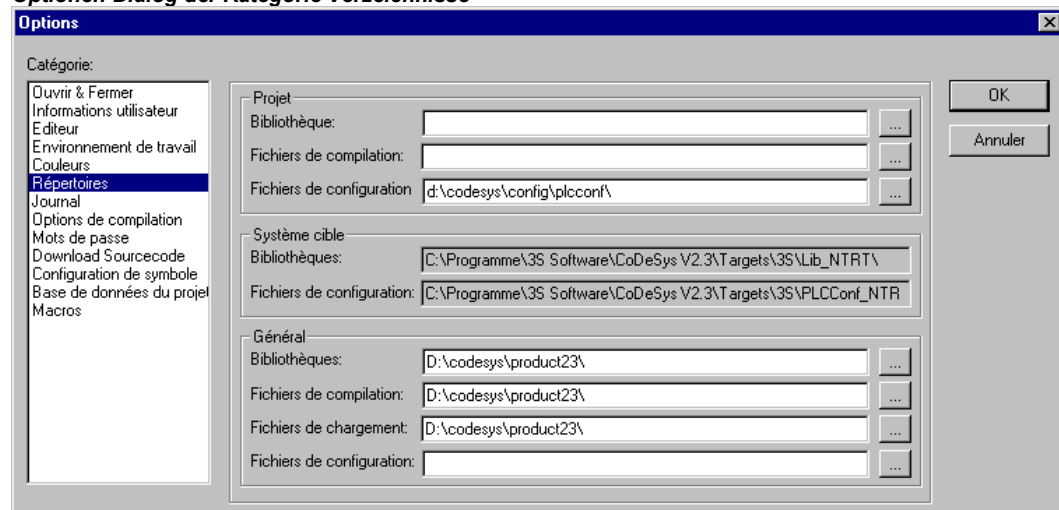 Optionen Dialog der Kategorie Verzeichnisse
Options
Catégorie:
Ouvrir & Fermer
Informations utilisateur
Editeur
Environnement de travail
Couleurs
Répertoires
Journal
Options de compilation
Mots de passe
Download Sourcecode
Configuration de symbole
Base de données du projet
Macros
Projet
Bibliothèque:
...
Fichiers de compilation:
...
Fichiers de configuration d:\codesys\config\plcconf\
...
Système cible
Bibliothèques: C:\Programme\3S Software\CoDeSys V2.3\Targets\3S\Lib_NTRT\
Fichiers de configuration: C:\Programme\3S Software\CoDeSys V2.3\Targets\3S\PLCConf_NTR
Général
Bibliothèques: D:\codesys\product23\
...
Fichiers de compilation: D:\codesys\product23\
...
Fichiers de chargement: D:\codesys\product23\
...
Fichiers de configuration:
...
OK
Annuler